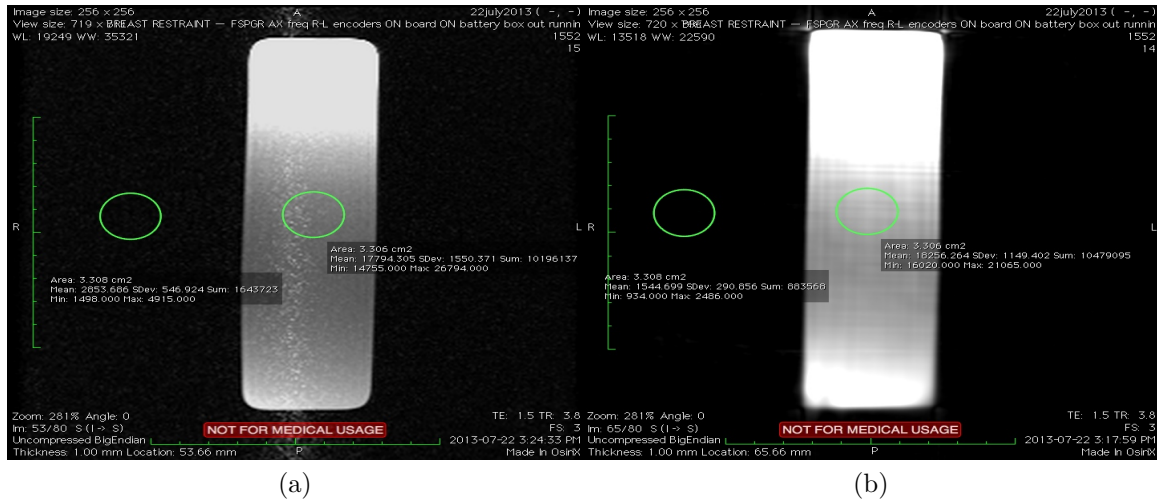 Image size: 256 x 256
View size: 719 x BREAST RESTRAINT — FSPGR AX freq R-L encoders ON board ON battery box out runnin
WL: 19249 WW: 35321
A
22july2013 ( -, -)
1552
15
R
L
Area: 3.306 cm2
Mean: 17794.305 SDev: 1550.371 Sum: 10196137
Min: 14755.000 Max: 26794.000
Area: 3.308 cm2
Mean: 2853.686 SDev: 546.924 Sum: 1643723
Min: 1498.000 Max: 4915.000
Zoom: 281% Angle: 0
Im: 53/80 S (I -> S)
Uncompressed BigEndian
Thickness: 1.00 mm Location: 53.66 mm
NOT FOR MEDICAL USAGE
P
TE: 1.5 TR: 3.8
FS: 3
2013-07-22 3:24:33 PM
Made In OsiriX
(a)
Image size: 256 x 256
View size: 720 x BREAST RESTRAINT — FSPGR AX freq R-L encoders ON board ON battery box out runnin
WL: 13518 WW: 22590
A
22july2013 ( -, -)
1552
14
R
L
Area: 3.306 cm2
Mean: 18256.264 SDev: 1149.402 Sum: 10479095
Min: 16020.000 Max: 21065.000
Area: 3.308 cm2
Mean: 1544.699 SDev: 290.856 Sum: 883568
Min: 934.000 Max: 2486.000
Zoom: 281% Angle: 0
Im: 65/80 S (I -> S)
Uncompressed BigEndian
Thickness: 1.00 mm Location: 65.66 mm
NOT FOR MEDICAL USAGE
P
TE: 1.5 TR: 3.8
FS: 3
2013-07-22 3:17:59 PM
Made In OsiriX
(b)